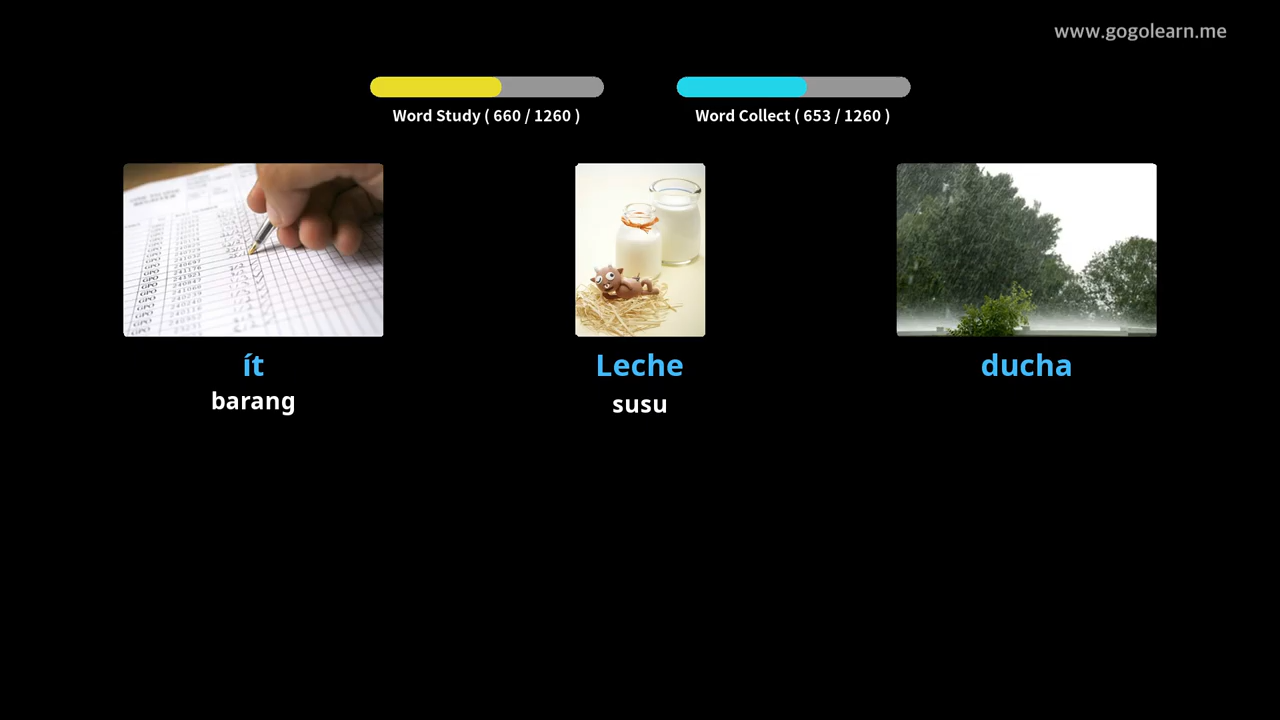 www.gogolearn.me
Word Study ( 660 / 1260 )
Word Collect ( 653 / 1260 )
ít
barang
Leche
susu
ducha